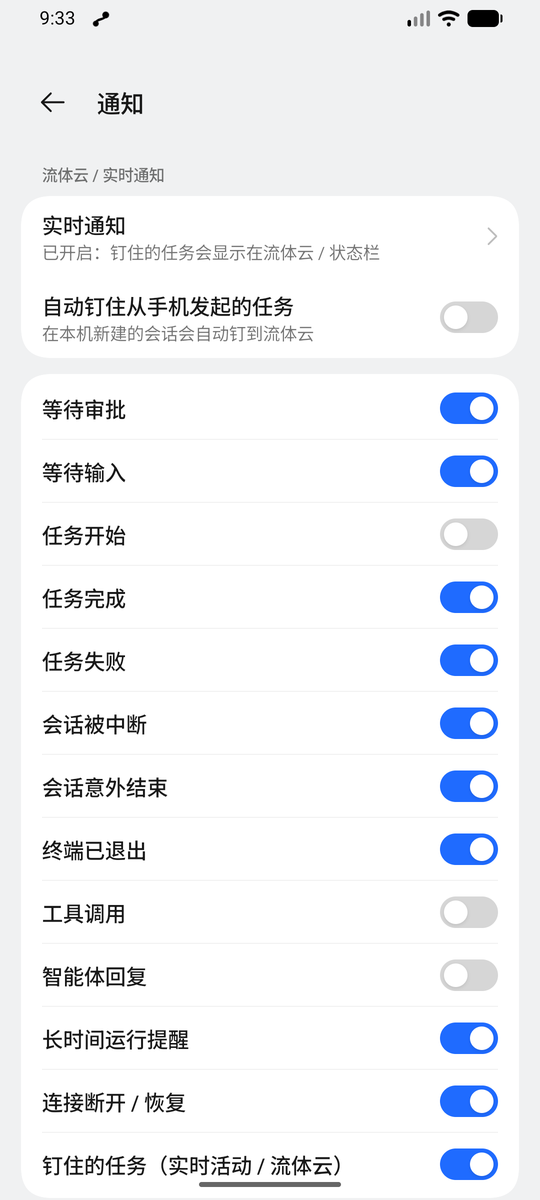 9:33
通知
流体云 / 实时通知
实时通知
已开启：钉住的任务会显示在流体云 / 状态栏
自动钉住从手机发起的任务
在本机新建的会话会自动钉到流体云
等待审批
等待输入
任务开始
任务完成
任务失败
会话被中断
会话意外结束
终端已退出
工具调用
智能体回复
长时间运行提醒
连接断开 / 恢复
钉住的任务（实时活动 / 流体云）